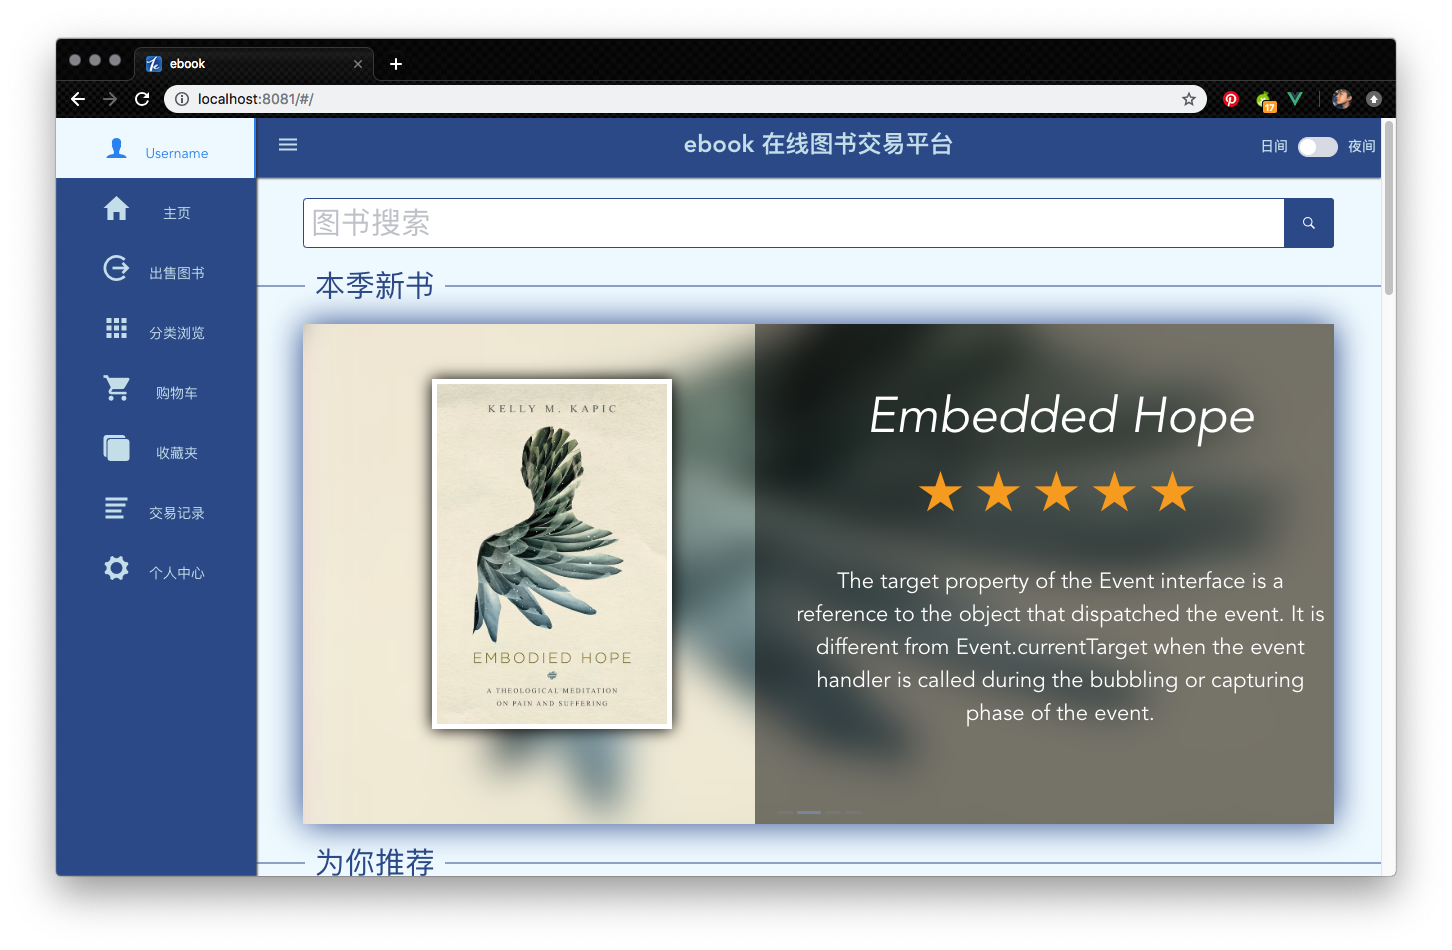 ebook
localhost:8081/#/
17
Username
ebook 在线图书交易平台
日间
夜间
主页
出售图书
分类浏览
购物车
收藏夹
交易记录
个人中心
图书搜索
本季新书
KELLY M. KAPIC
EMBODIED HOPE
A THEOLOGICAL MEDITATION
ON PAIN AND SUFFERING
Embedded Hope
The target property of the Event interface is a
reference to the object that dispatched the event. It is
different from Event.currentTarget when the event
handler is called during the bubbling or capturing
phase of the event.
为你推荐